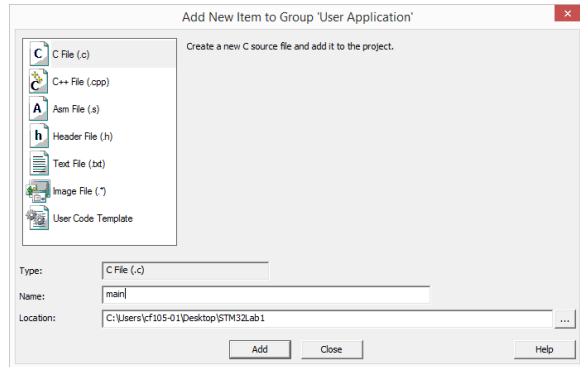 Add New Item to Group 'User Application'
C File (.c)
Create a new C source file and add it to the project.
C++ File (.cpp)
Asm File (.s)
Header File (.h)
Text File (.txt)
Image File (.*)
User Code Template
Type:
C File (.c)
Name:
main
Location:
C:\Users\cf105-01\Desktop\STM32Lab1
...
Add
Close
Help